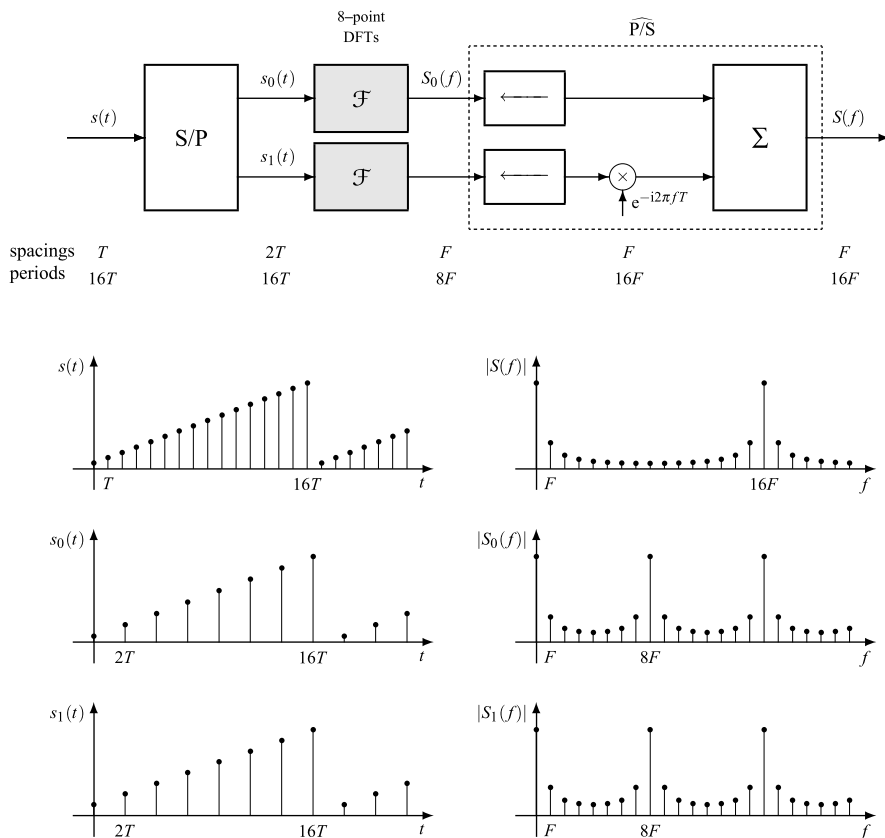 8–point
DFTs
P/S
s(t)
S/P
s₀(t)
ℱ
S₀(f)
Σ
S(f)
s₁(t)
ℱ
×
e^{−i2πfT}
spacings T 2T F F F
periods 16T 16T 8F 16F 16F
s(t)
T 16T t
|S(f)|
F 16F f
s₀(t)
2T 16T t
|S₀(f)|
F 8F f
s₁(t)
2T 16T t
|S₁(f)|
F 8F f